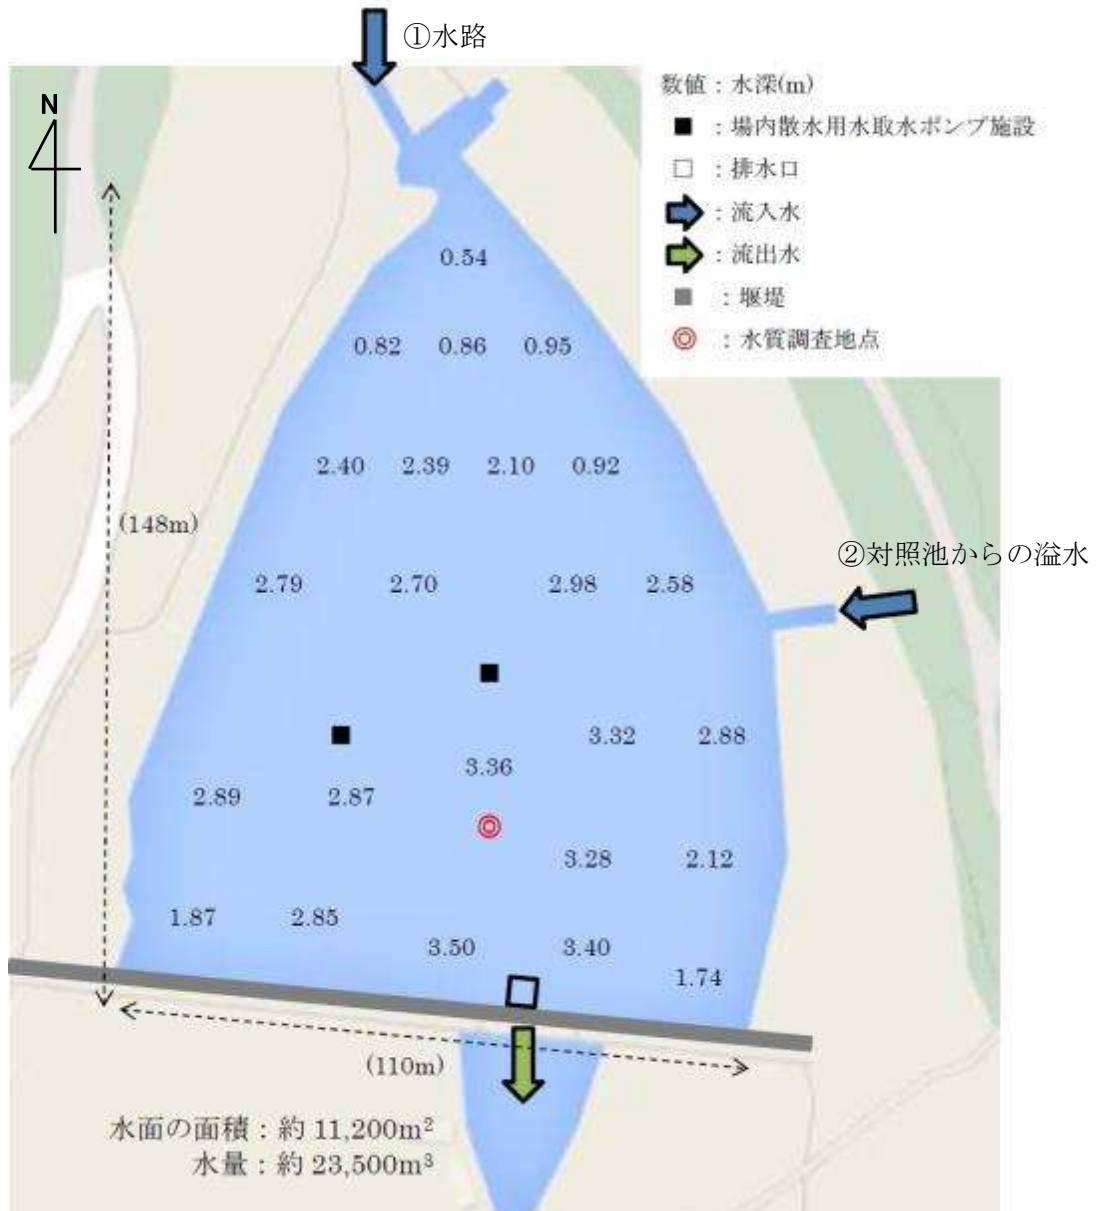 ①水路
N
数値：水深(m)
■ ：場内散水用水取水ポンプ施設
□ ：排水口
：流入水
：流出水
■ ：堰堤
◎ ：水質調査地点
0.54
0.82 0.86 0.95
2.40 2.39 2.10 0.92
(148m)
②対照池からの溢水
2.79 2.70 2.98 2.58
3.32 2.88
3.36
2.89 2.87
3.28 2.12
1.87 2.85
3.50 3.40
1.74
(110m)
水面の面積：約 11,200m²
水量：約 23,500m³